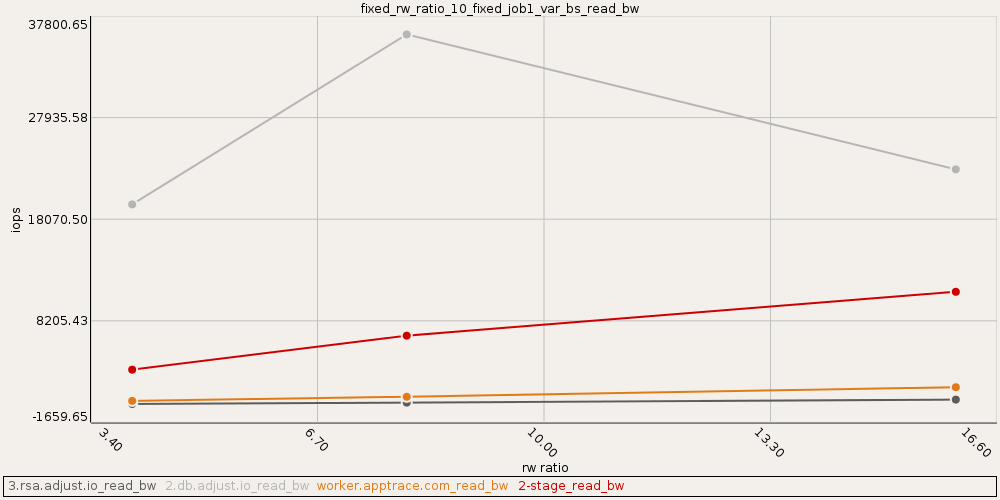 fixed_rw_ratio_10_fixed_job1_var_bs_read_bw
37800.65
27935.58
iops
18070.50
8205.43
-1659.65
3.40 6.70 10.00 13.30 16.60
rw ratio
3.rsa.adjust.io_read_bw 2.db.adjust.io_read_bw worker.apptrace.com_read_bw 2-stage_read_bw